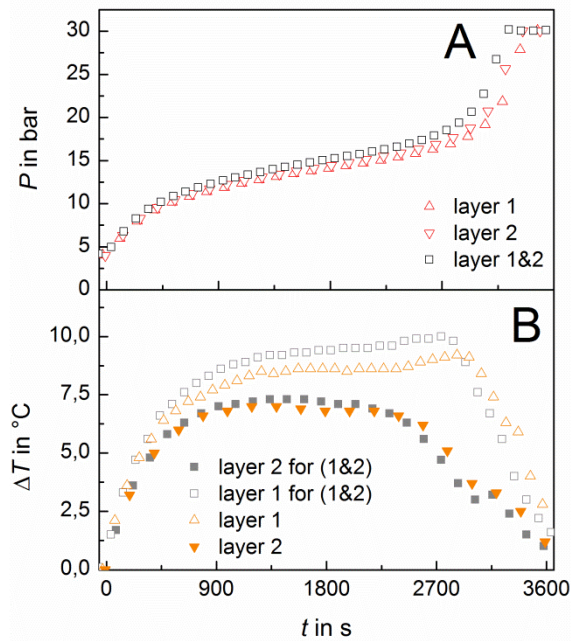 30
25
20
15
10
5
0
P in bar
A
layer 1
layer 2
layer 1&2
10,0
7,5
5,0
2,5
0,0
ΔT in °C
B
layer 2 for (1&2)
layer 1 for (1&2)
layer 1
layer 2
0
900
1800
2700
3600
t in s